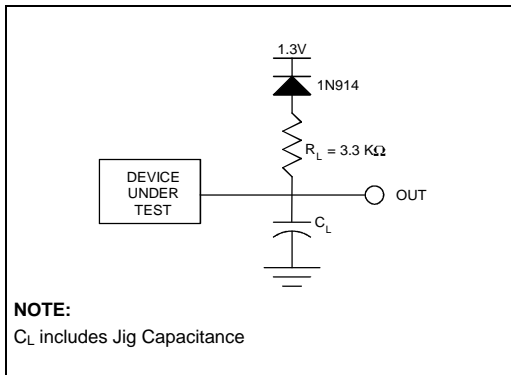 1.3V
1N914
R_L = 3.3 KΩ
DEVICE
UNDER
TEST
OUT
C_L
NOTE:
C_L includes Jig Capacitance